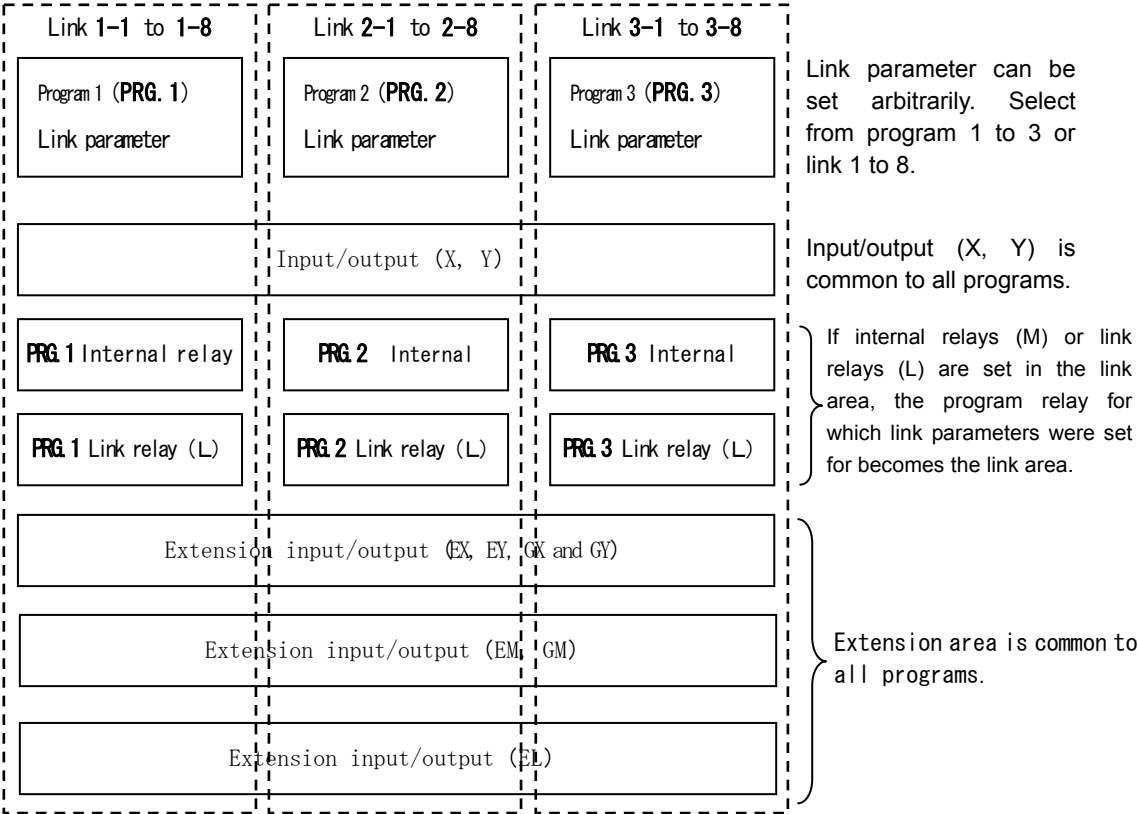 Link 1-1 to 1-8
Link 2-1 to 2-8
Link 3-1 to 3-8
Program 1 (PRG. 1)
Link parameter
Program 2 (PRG. 2)
Link parameter
Program 3 (PRG. 3)
Link parameter
Link parameter can be
set arbitrarily. Select
from program 1 to 3 or
link 1 to 8.
Input/output (X, Y)
Input/output (X, Y) is
common to all programs.
PRG.1 Internal relay
PRG.2 Internal
PRG.3 Internal
PRG.1 Link relay (L)
PRG.2 Link relay (L)
PRG.3 Link relay (L)
If internal relays (M) or link
relays (L) are set in the link
area, the program relay for
which link parameters were set
for becomes the link area.
Extension input/output (EX, EY, GX and GY)
Extension input/output (EM, GM)
Extension input/output (EL)
Extension area is common to
all programs.